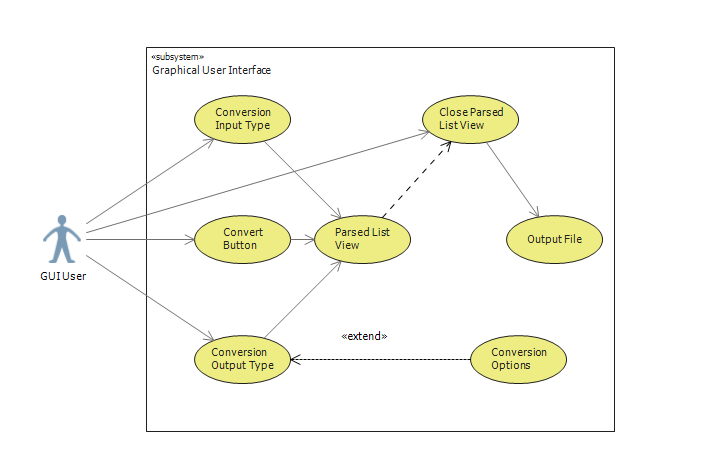 «subsystem»
Graphical User Interface
Conversion
Input Type
Close Parsed
List View
Convert
Button
Parsed List
View
Output File
GUI User
«extend»
Conversion
Output Type
Conversion
Options